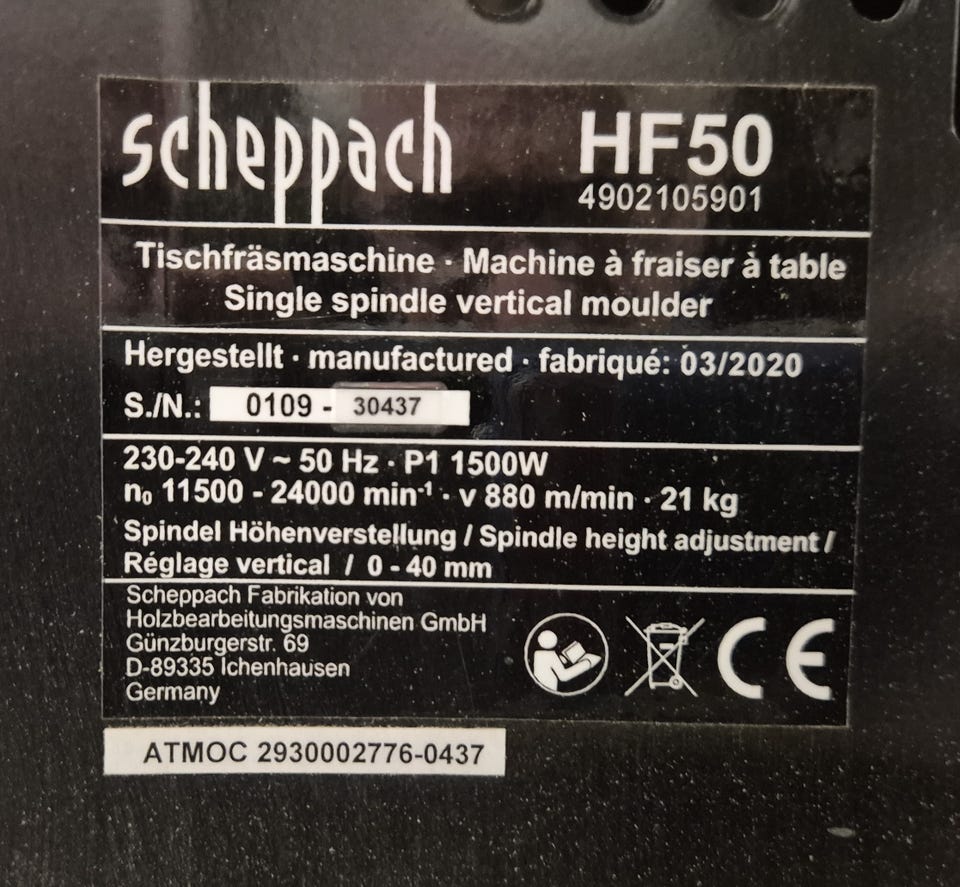 scheppach
HF50
4902105901
Tischfräsmaschine · Machine à fraiser à table
Single spindle vertical moulder
Hergestellt · manufactured · fabriqué: 03/2020
S./N.: 0109 - 30437
230-240 V ~ 50 Hz · P1 1500W
n₀ 11500 - 24000 min⁻¹ · v 880 m/min · 21 kg
Spindel Höhenverstellung / Spindle height adjustment /
Réglage vertical / 0 - 40 mm
Scheppach Fabrikation von
Holzbearbeitungsmaschinen GmbH
Günzburgerstr. 69
D-89335 Ichenhausen
Germany
CE
ATMOC 2930002776-0437